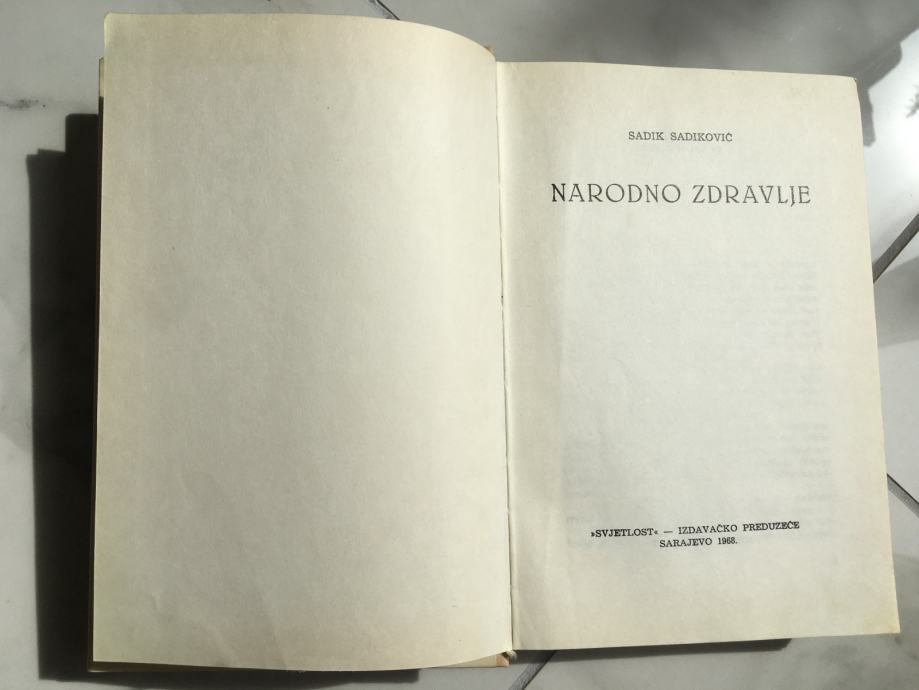 SADIK SADIKOVIĆ
NARODNO ZDRAVLJE
»SVJETLOST« — IZDAVAČKO PREDUZEĆE
SARAJEVO 1968.